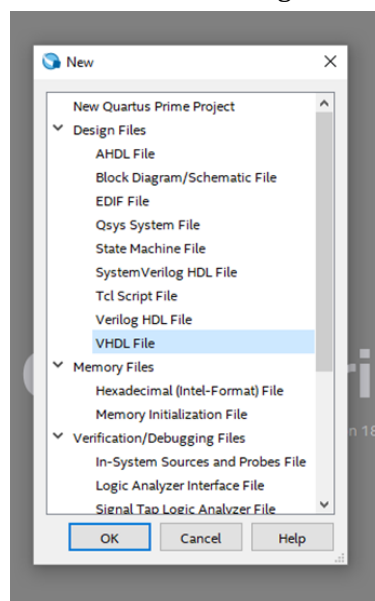 New
New Quartus Prime Project
Design Files
AHDL File
Block Diagram/Schematic File
EDIF File
Qsys System File
State Machine File
SystemVerilog HDL File
Tcl Script File
Verilog HDL File
VHDL File
Memory Files
Hexadecimal (Intel-Format) File
Memory Initialization File
Verification/Debugging Files
In-System Sources and Probes File
Logic Analyzer Interface File
Signal Tap Logic Analyzer File
OK Cancel Help